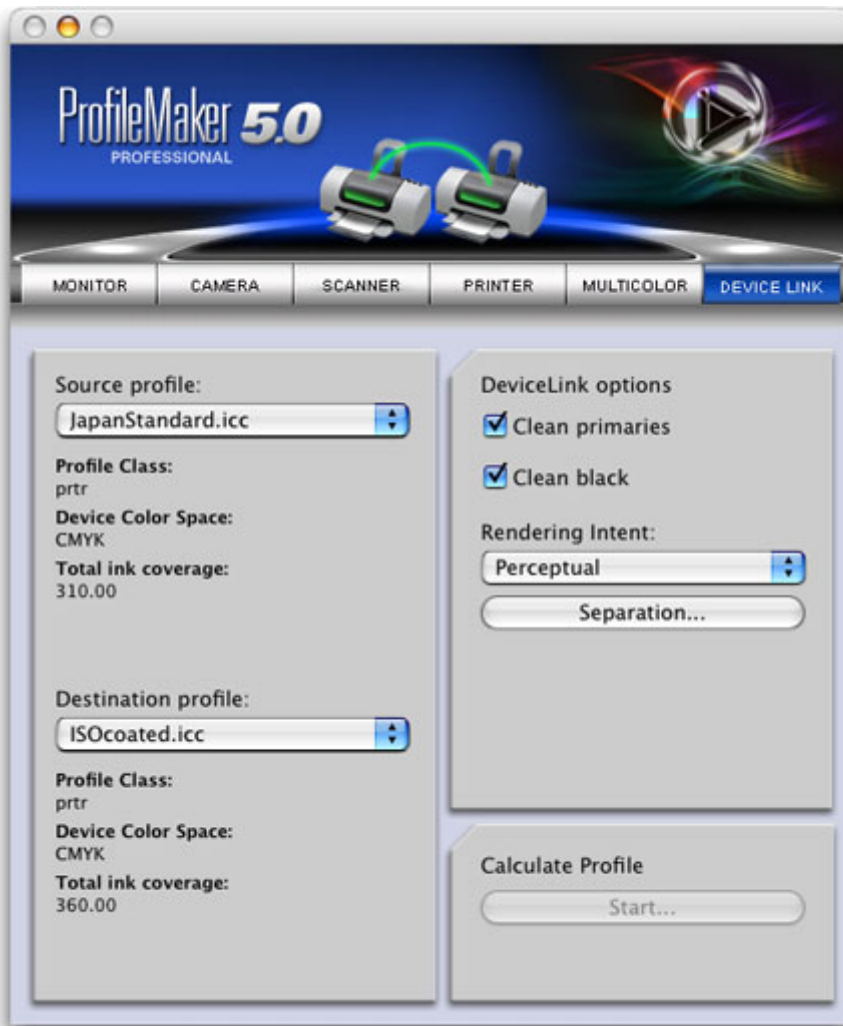 ProfileMaker 5.0
PROFESSIONAL
MONITOR
CAMERA
SCANNER
PRINTER
MULTICOLOR
DEVICE LINK
Source profile:
JapanStandard.icc
Profile Class:
prtr
Device Color Space:
CMYK
Total ink coverage:
310.00
Destination profile:
ISOcoated.icc
Profile Class:
prtr
Device Color Space:
CMYK
Total ink coverage:
360.00
DeviceLink options
Clean primaries
Clean black
Rendering Intent:
Perceptual
Separation...
Calculate Profile
Start...